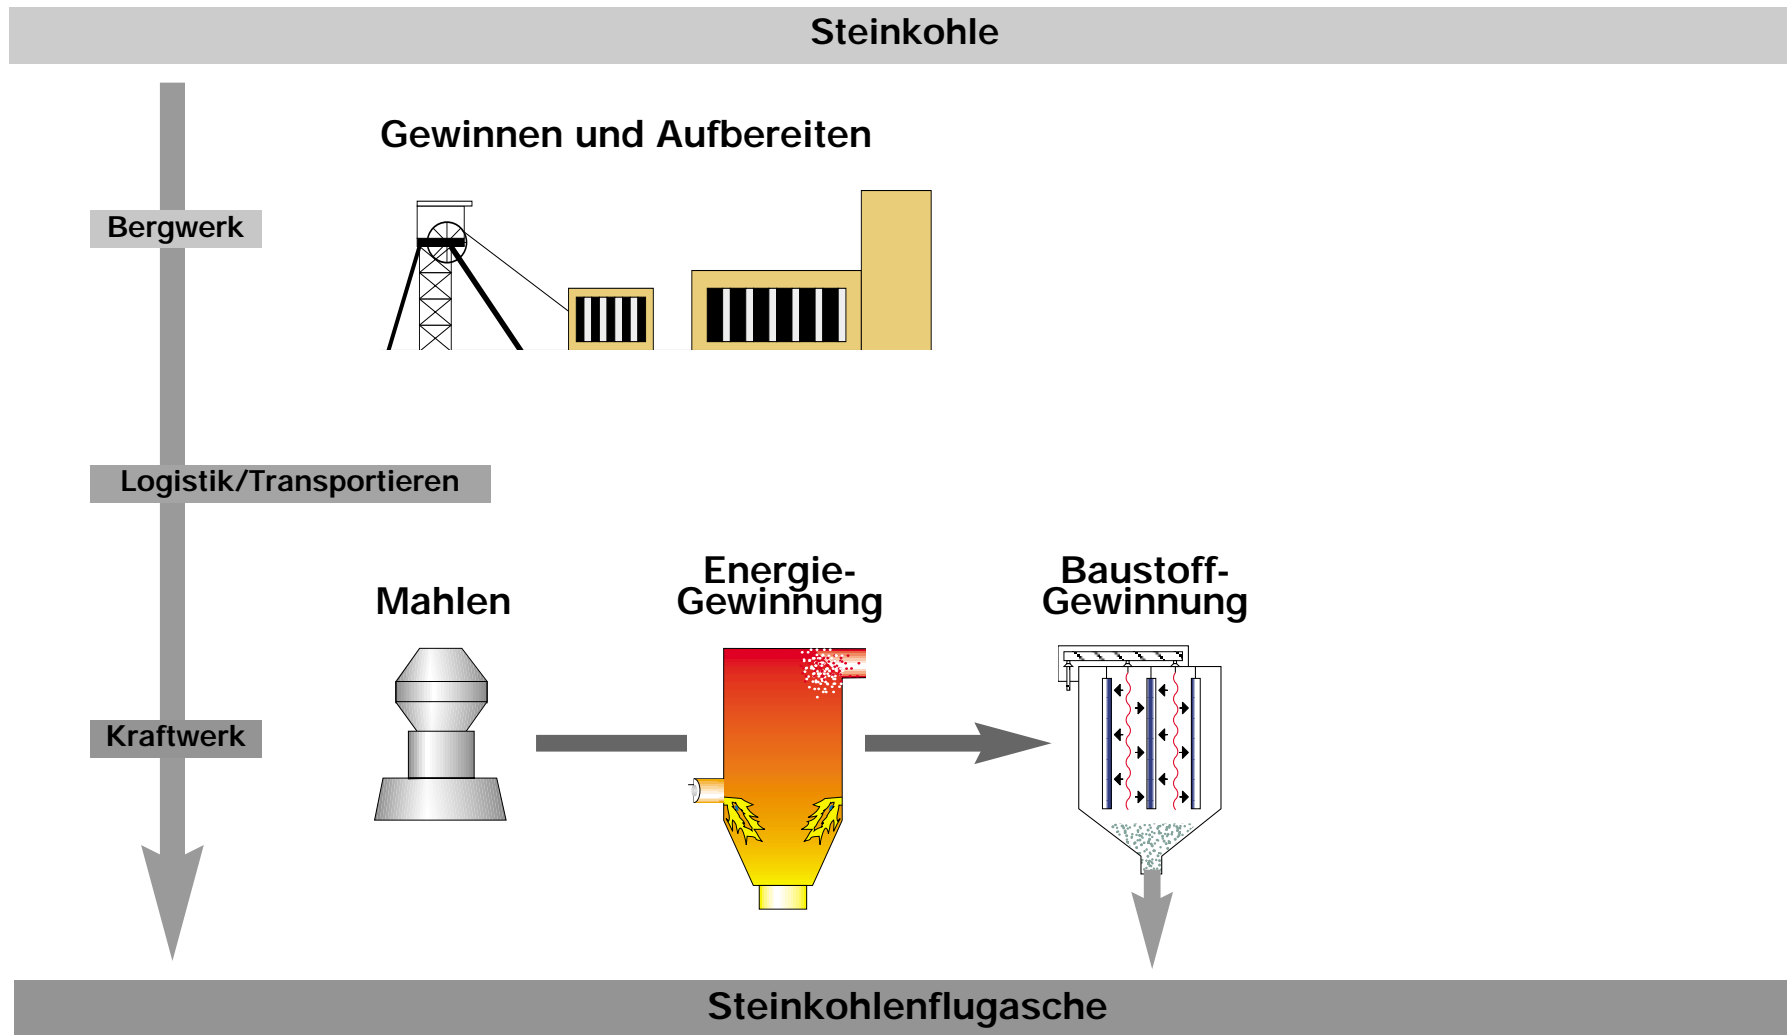 Steinkohle
Gewinnen und Aufbereiten
Bergwerk
Logistik/Transportieren
Mahlen
Energie-
Gewinnung
Baustoff-
Gewinnung
Kraftwerk
Steinkohlenflugasche